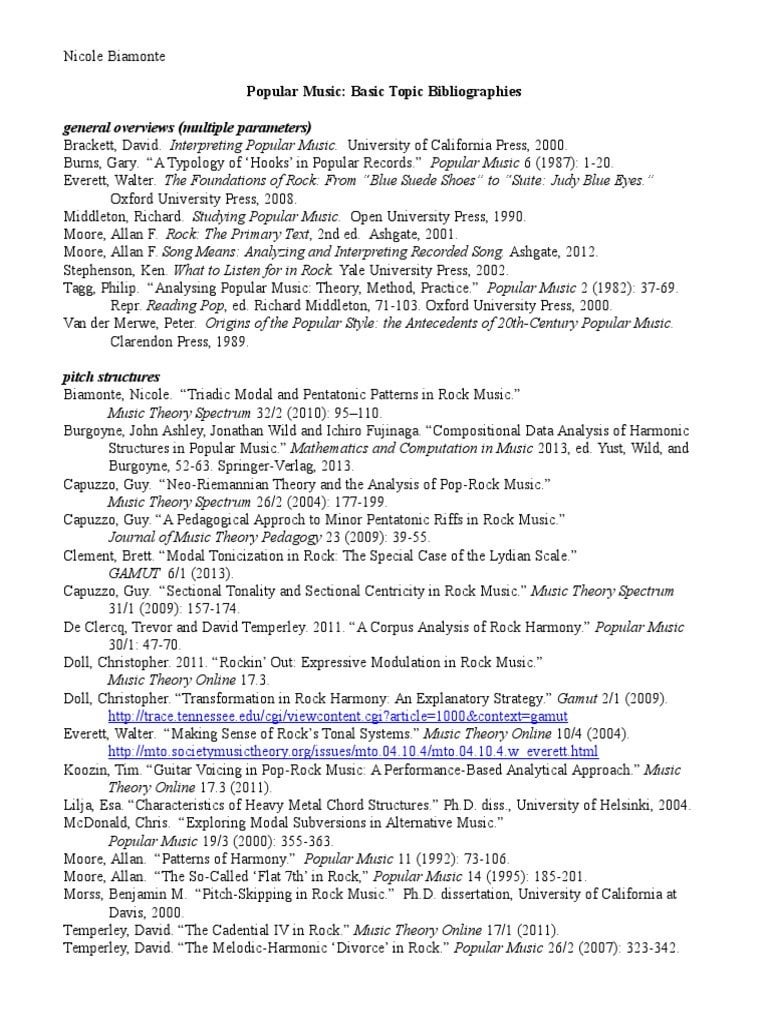 Nicole Biamonte
Popular Music: Basic Topic Bibliographies
general overviews (multiple parameters)
Brackett, David.  Interpreting Popular Music.  University of California Press, 2000.
Burns, Gary.  “A Typology of ‘Hooks’ in Popular Records.”  Popular Music 6 (1987): 1-20.
Everett, Walter.  The Foundations of Rock: From “Blue Suede Shoes“ to “Suite: Judy Blue Eyes.“
Oxford University Press, 2008.
Middleton, Richard.  Studying Popular Music.  Open University Press, 1990.
Moore, Allan F.  Rock: The Primary Text, 2nd ed.  Ashgate, 2001.
Moore, Allan F. Song Means: Analyzing and Interpreting Recorded Song. Ashgate, 2012.
Stephenson, Ken. What to Listen for in Rock. Yale University Press, 2002.
Tagg, Philip.  “Analysing Popular Music: Theory, Method, Practice.”  Popular Music 2 (1982): 37-69.
Repr. Reading Pop, ed. Richard Middleton, 71-103. Oxford University Press, 2000.
Van der Merwe, Peter.  Origins of the Popular Style: the Antecedents of 20th-Century Popular Music.
Clarendon Press, 1989.
pitch structures
Biamonte, Nicole.  “Triadic Modal and Pentatonic Patterns in Rock Music.”
Music Theory Spectrum 32/2 (2010): 95–110.
Burgoyne, John Ashley, Jonathan Wild and Ichiro Fujinaga. “Compositional Data Analysis of Harmonic
Structures in Popular Music.” Mathematics and Computation in Music 2013, ed. Yust, Wild, and
Burgoyne, 52-63. Springer-Verlag, 2013.
Capuzzo, Guy.  “Neo-Riemannian Theory and the Analysis of Pop-Rock Music.”
Music Theory Spectrum 26/2 (2004): 177-199.
Capuzzo, Guy. “A Pedagogical Approch to Minor Pentatonic Riffs in Rock Music.”
Journal of Music Theory Pedagogy 23 (2009): 39-55.
Clement, Brett. “Modal Tonicization in Rock: The Special Case of the Lydian Scale.”
GAMUT  6/1 (2013).
Capuzzo, Guy.  “Sectional Tonality and Sectional Centricity in Rock Music.” Music Theory Spectrum
31/1 (2009): 157-174.
De Clercq, Trevor and David Temperley. 2011. “A Corpus Analysis of Rock Harmony.” Popular Music
30/1: 47-70.
Doll, Christopher. 2011. “Rockin’ Out: Expressive Modulation in Rock Music.”
Music Theory Online 17.3.
Doll, Christopher. “Transformation in Rock Harmony: An Explanatory Strategy.” Gamut 2/1 (2009).
http://trace.tennessee.edu/cgi/viewcontent.cgi?article=1000&context=gamut
Everett, Walter.  “Making Sense of Rock’s Tonal Systems.” Music Theory Online 10/4 (2004).
http://mto.societymusictheory.org/issues/mto.04.10.4/mto.04.10.4.w_everett.html
Koozin, Tim. “Guitar Voicing in Pop-Rock Music: A Performance-Based Analytical Approach.” Music
Theory Online 17.3 (2011).
Lilja, Esa. “Characteristics of Heavy Metal Chord Structures.” Ph.D. diss., University of Helsinki, 2004.
McDonald, Chris.  “Exploring Modal Subversions in Alternative Music.”
Popular Music 19/3 (2000): 355-363.
Moore, Allan.  “Patterns of Harmony.”  Popular Music 11 (1992): 73-106.
Moore, Allan.  “The So-Called ‘Flat 7th’ in Rock,” Popular Music 14 (1995): 185-201.
Morss, Benjamin M.  “Pitch-Skipping in Rock Music.”  Ph.D. dissertation, University of California at
Davis, 2000.
Temperley, David. “The Cadential IV in Rock.” Music Theory Online 17/1 (2011).
Temperley, David. “The Melodic-Harmonic ‘Divorce’ in Rock.” Popular Music 26/2 (2007): 323-342.